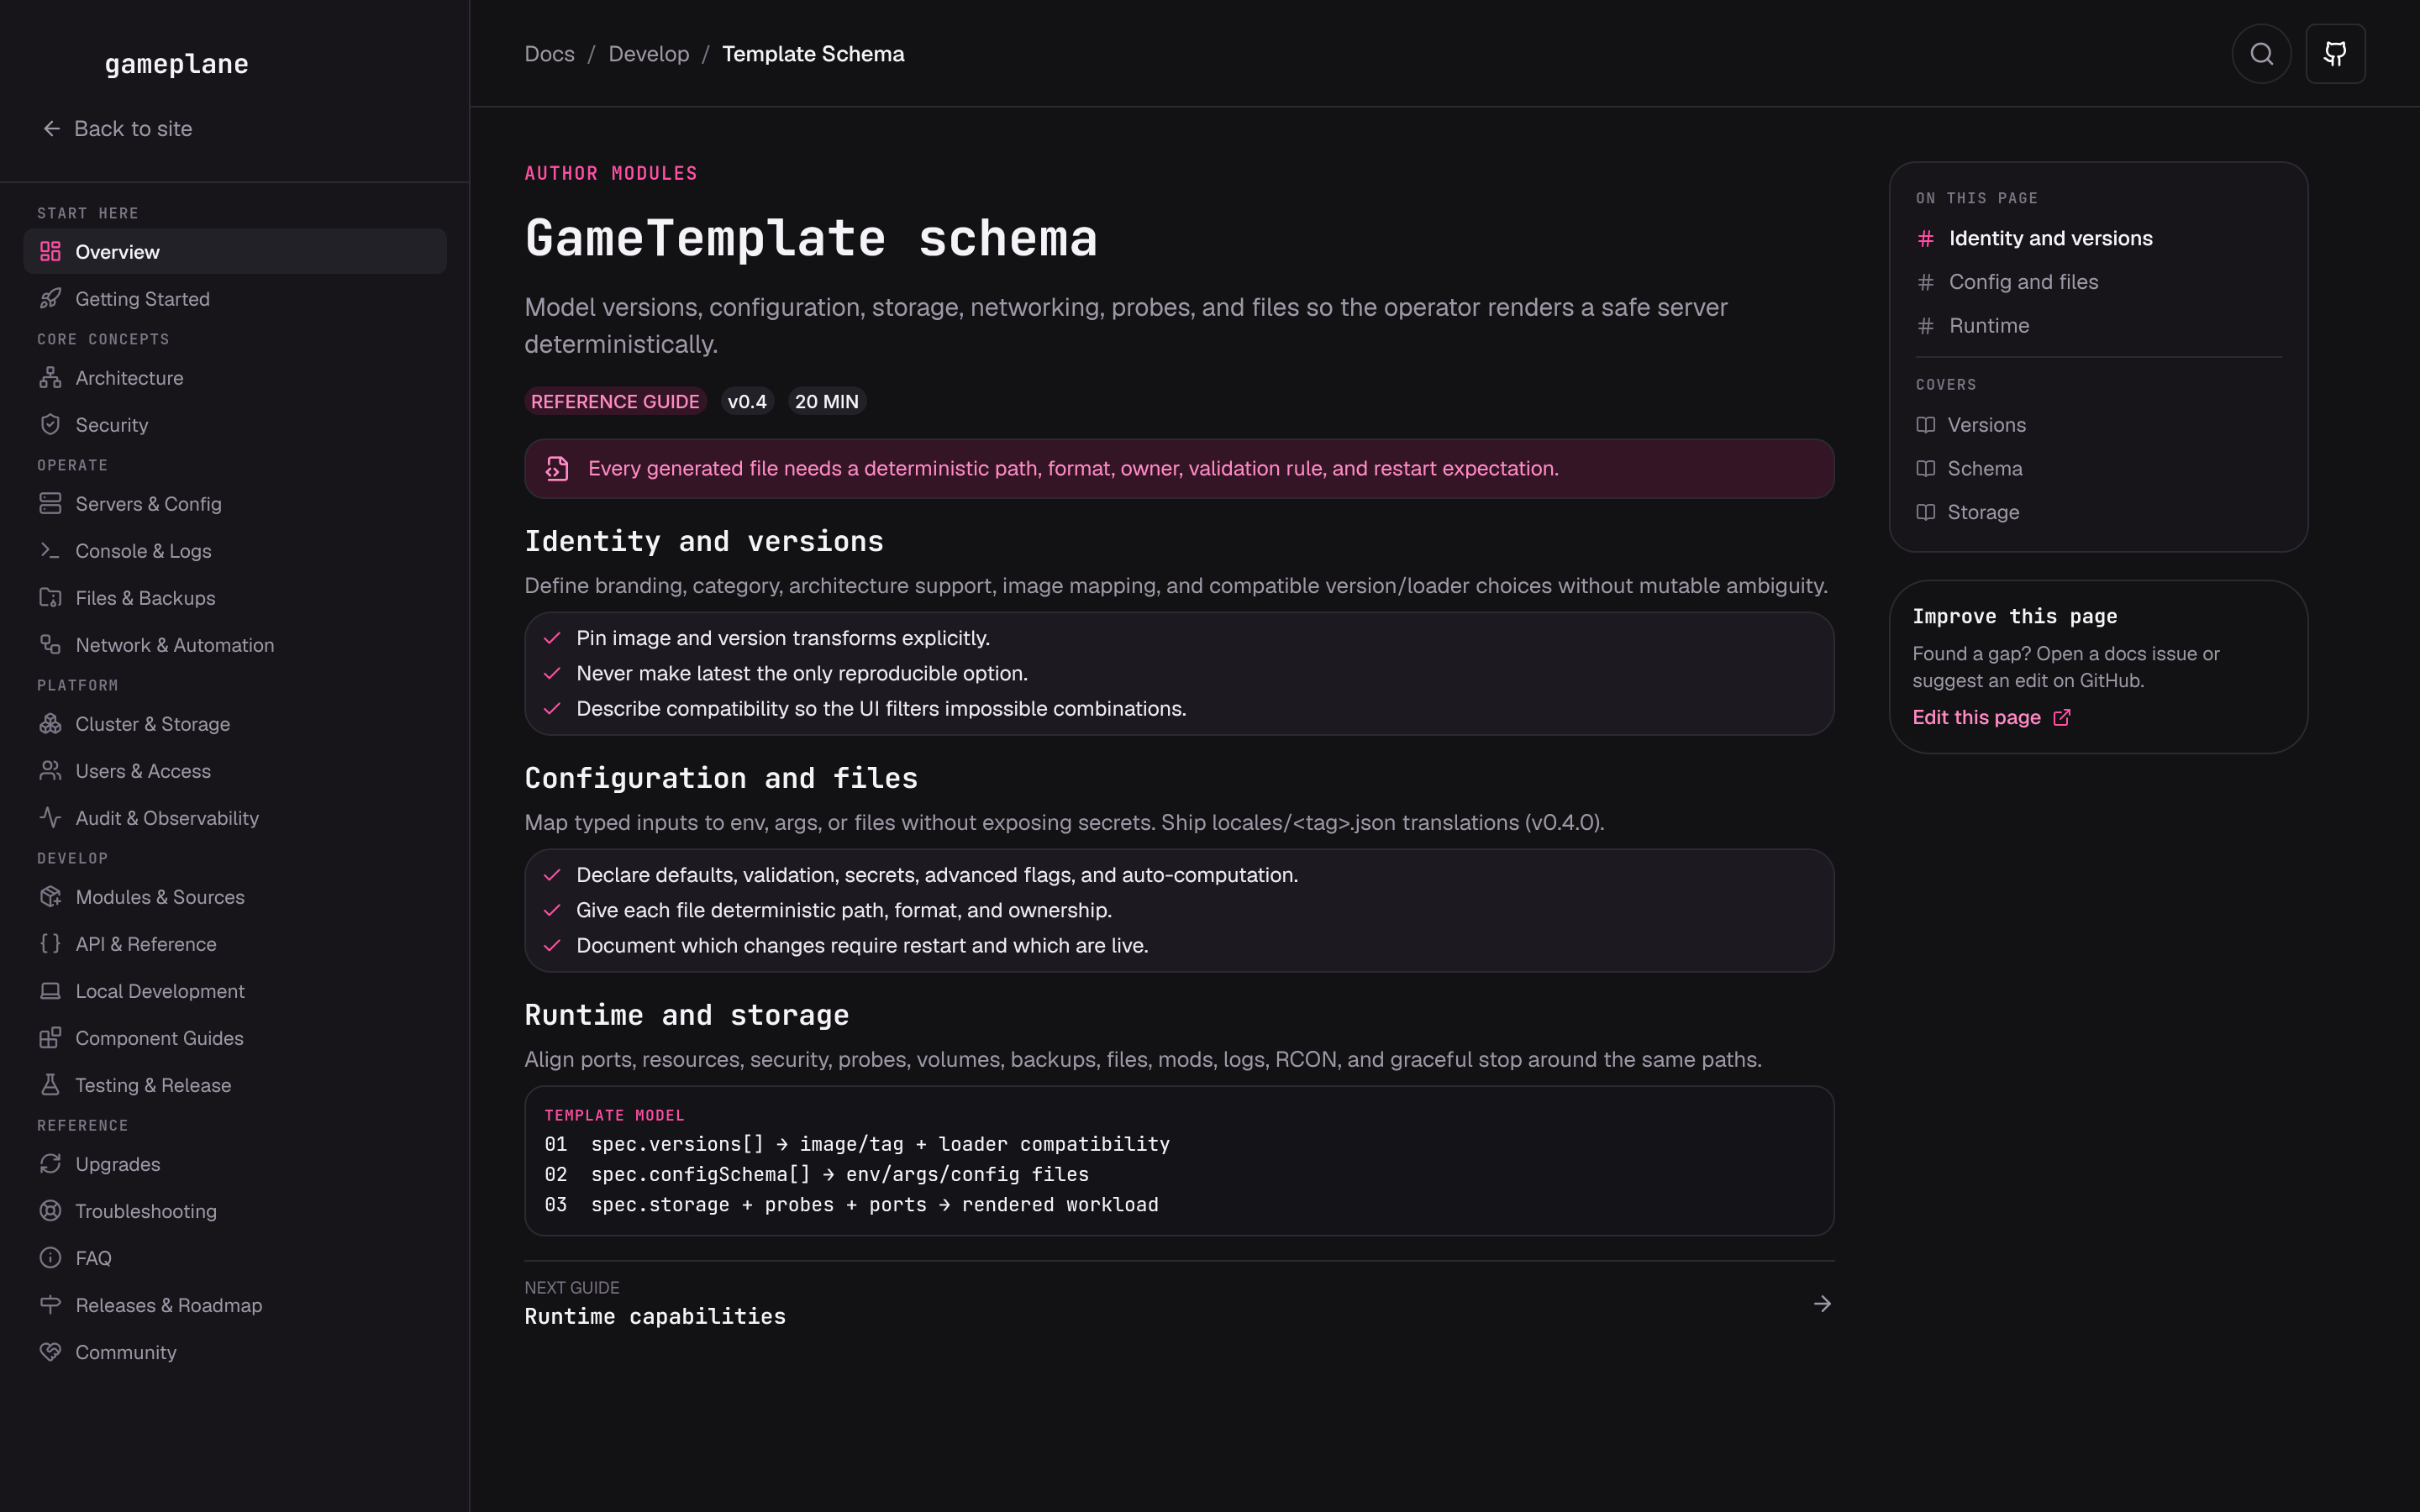 gameplane
Back to site
START HERE
Overview
Getting Started
CORE CONCEPTS
Architecture
Security
OPERATE
Servers & Config
Console & Logs
Files & Backups
Network & Automation
PLATFORM
Cluster & Storage
Users & Access
Audit & Observability
DEVELOP
Modules & Sources
API & Reference
Local Development
Component Guides
Testing & Release
REFERENCE
Upgrades
Troubleshooting
FAQ
Releases & Roadmap
Community
Docs / Develop / Template Schema
AUTHOR MODULES
GameTemplate schema
Model versions, configuration, storage, networking, probes, and files so the operator renders a safe server
deterministically.
REFERENCE GUIDE v0.4 20 MIN
Every generated file needs a deterministic path, format, owner, validation rule, and restart expectation.
Identity and versions
Define branding, category, architecture support, image mapping, and compatible version/loader choices without mutable ambiguity.
Pin image and version transforms explicitly.
Never make latest the only reproducible option.
Describe compatibility so the UI filters impossible combinations.
Configuration and files
Map typed inputs to env, args, or files without exposing secrets. Ship locales/<tag>.json translations (v0.4.0).
Declare defaults, validation, secrets, advanced flags, and auto-computation.
Give each file deterministic path, format, and ownership.
Document which changes require restart and which are live.
Runtime and storage
Align ports, resources, security, probes, volumes, backups, files, mods, logs, RCON, and graceful stop around the same paths.
TEMPLATE MODEL
01 spec.versions[] → image/tag + loader compatibility
02 spec.configSchema[] → env/args/config files
03 spec.storage + probes + ports → rendered workload
NEXT GUIDE
Runtime capabilities
ON THIS PAGE
# Identity and versions
# Config and files
# Runtime
COVERS
Versions
Schema
Storage
Improve this page
Found a gap? Open a docs issue or
suggest an edit on GitHub.
Edit this page